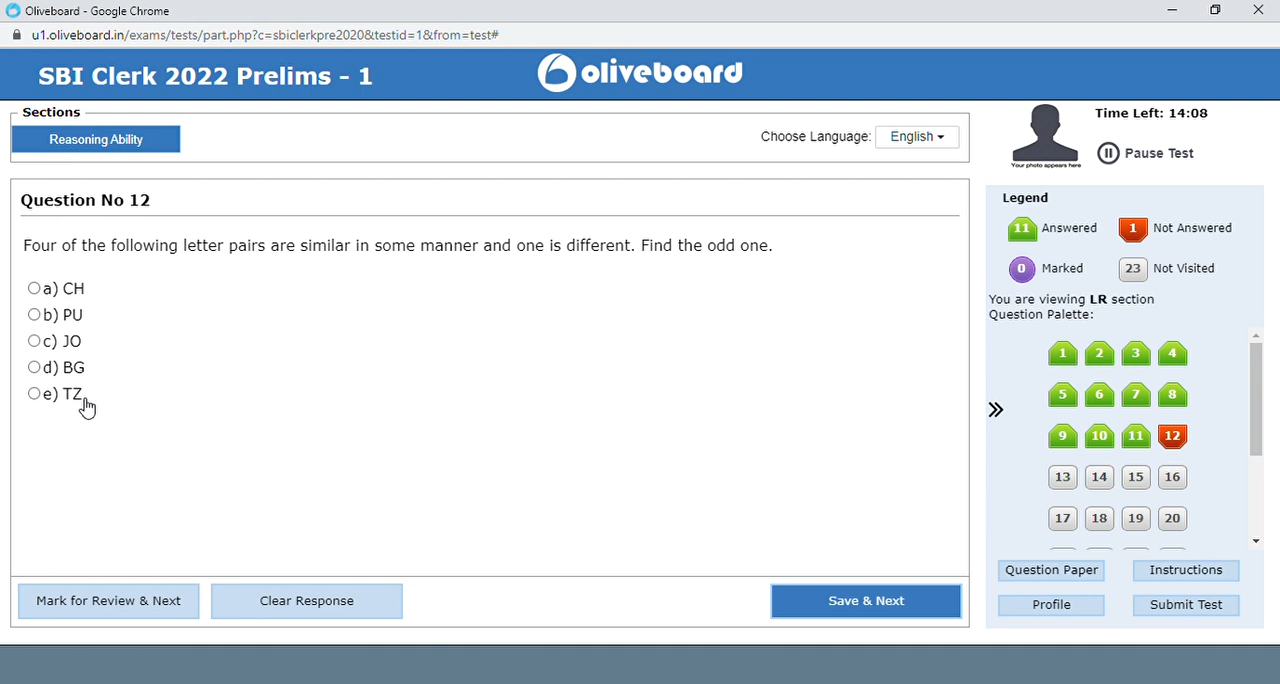 Oliveboard - Google Chrome
u1.oliveboard.in/exams/tests/part.php?c=sbiclerkpre2020&testid=1&from=test#
SBI Clerk 2022 Prelims - 1
oliveboard
Sections
Reasoning Ability
Choose Language: English
Your photo appears here
Time Left: 14:08
Pause Test
Question No 12
Four of the following letter pairs are similar in some manner and one is different. Find the odd one.
a) CH
b) PU
c) JO
d) BG
e) TZ
Mark for Review & Next
Clear Response
Save & Next
Legend
11 Answered
1 Not Answered
0 Marked
23 Not Visited
You are viewing LR section
Question Palette:
1 2 3 4
5 6 7 8
9 10 11 12
13 14 15 16
17 18 19 20
Question Paper
Instructions
Profile
Submit Test